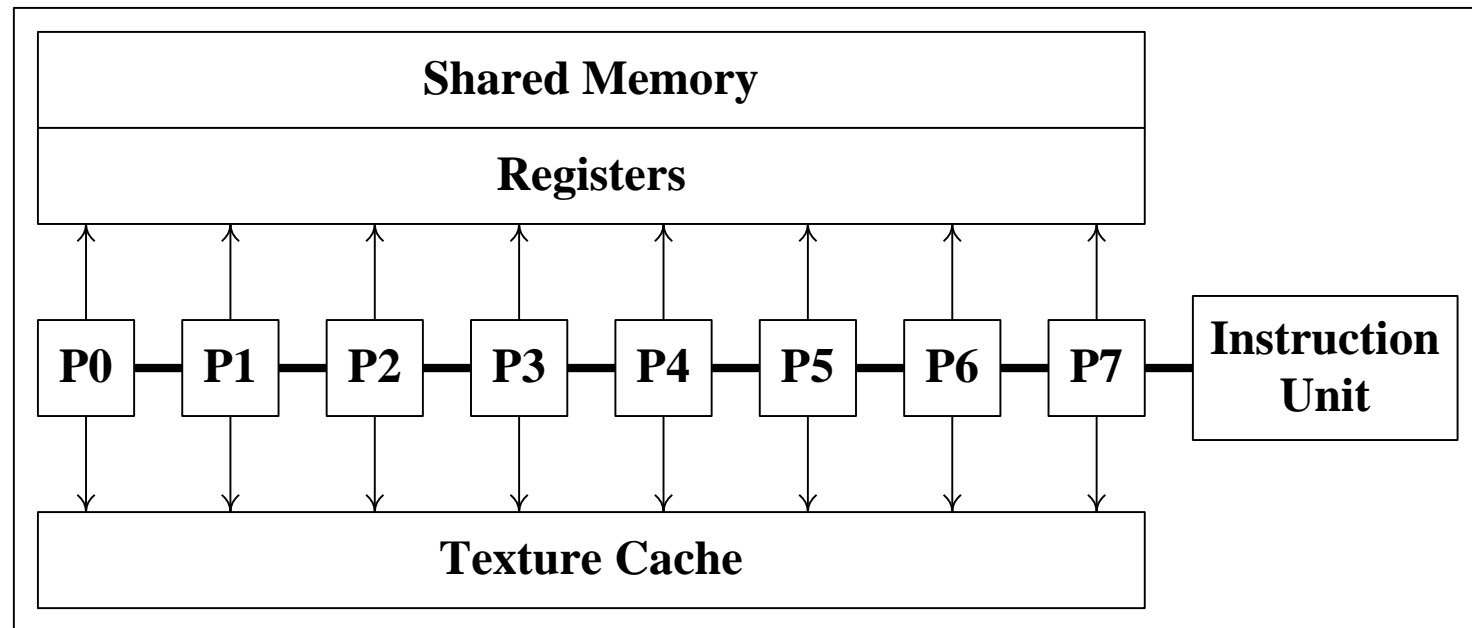 Shared Memory
Registers
P0 P1 P2 P3 P4 P5 P6 P7
Instruction
Unit
Texture Cache